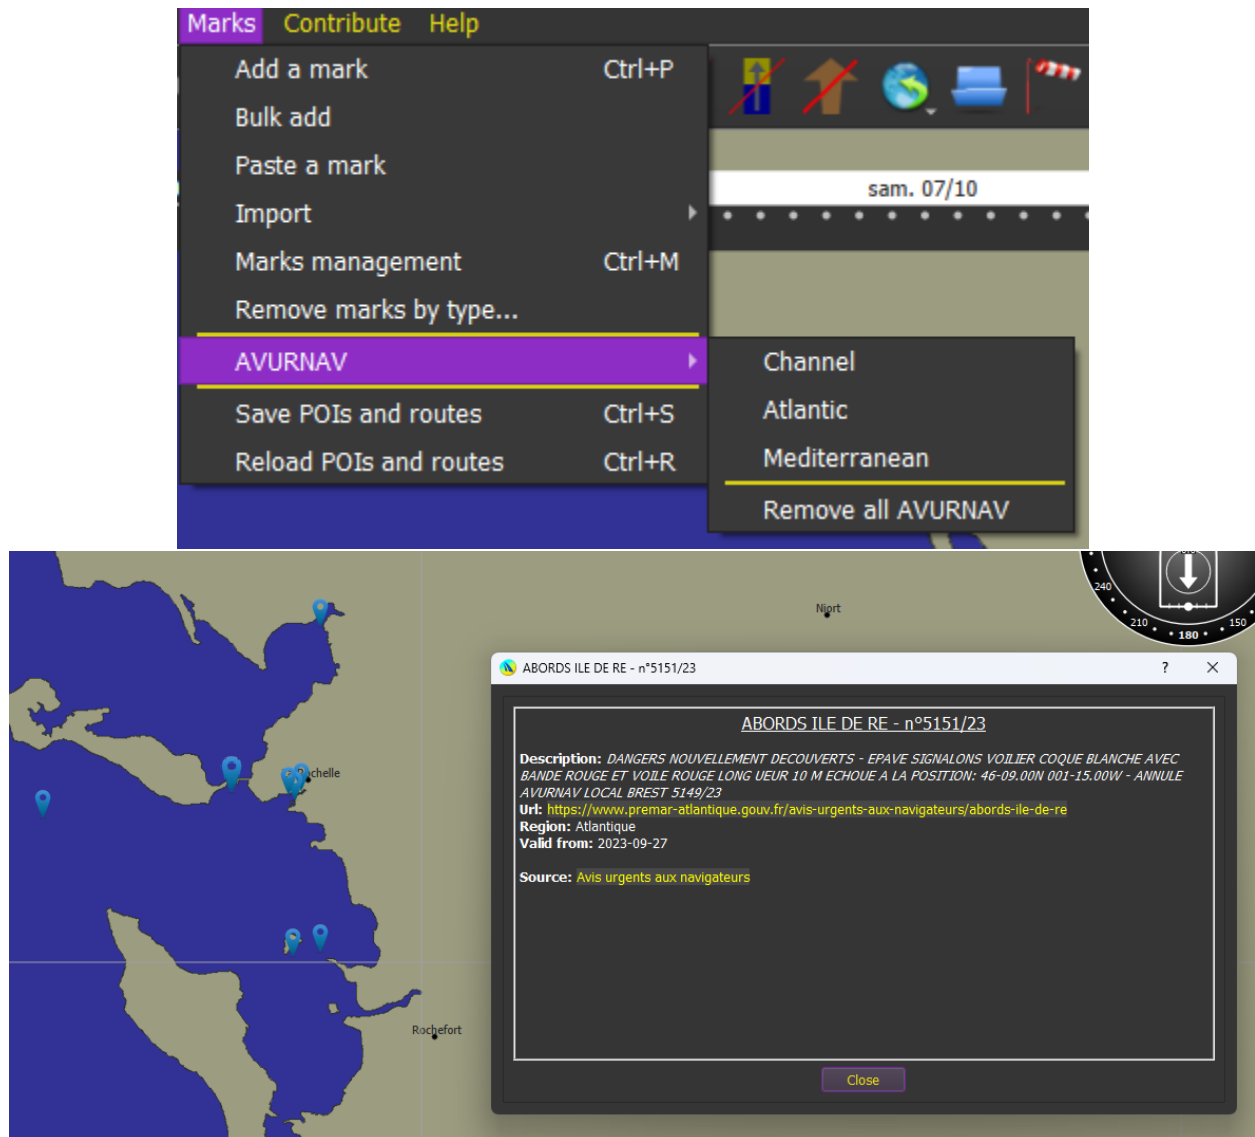 Marks Contribute Help
Add a mark Ctrl+P
Bulk add
Paste a mark
sam. 07/10
Import
Marks management Ctrl+M
Remove marks by type...
AVURNAV
Channel
Save POIs and routes Ctrl+S
Atlantic
Reload POIs and routes Ctrl+R
Mediterranean
Remove all AVURNAV
240
210
180
150
Niort
ABORDS ILE DE RE - n°5151/23
? 
ABORDS ILE DE RE - n°5151/23
Description: DANGERS NOUVELLEMENT DECOUVERTS - EPAVE SIGNALONS VOILIER COQUE BLANCHE AVEC
BANDE ROUGE ET VOILE ROUGE LONG UEUR 10 M ECHOUE A LA POSITION: 46-09.00N 001-15.00W - ANNULE
AVURNAV LOCAL BREST 5149/23
Url: https://www.premar-atlantique.gouv.fr/avis-urgents-aux-navigateurs/abords-ile-de-re
Region: Atlantique
Valid from: 2023-09-27
Source: Avis urgents aux navigateurs
Close
Rochefort